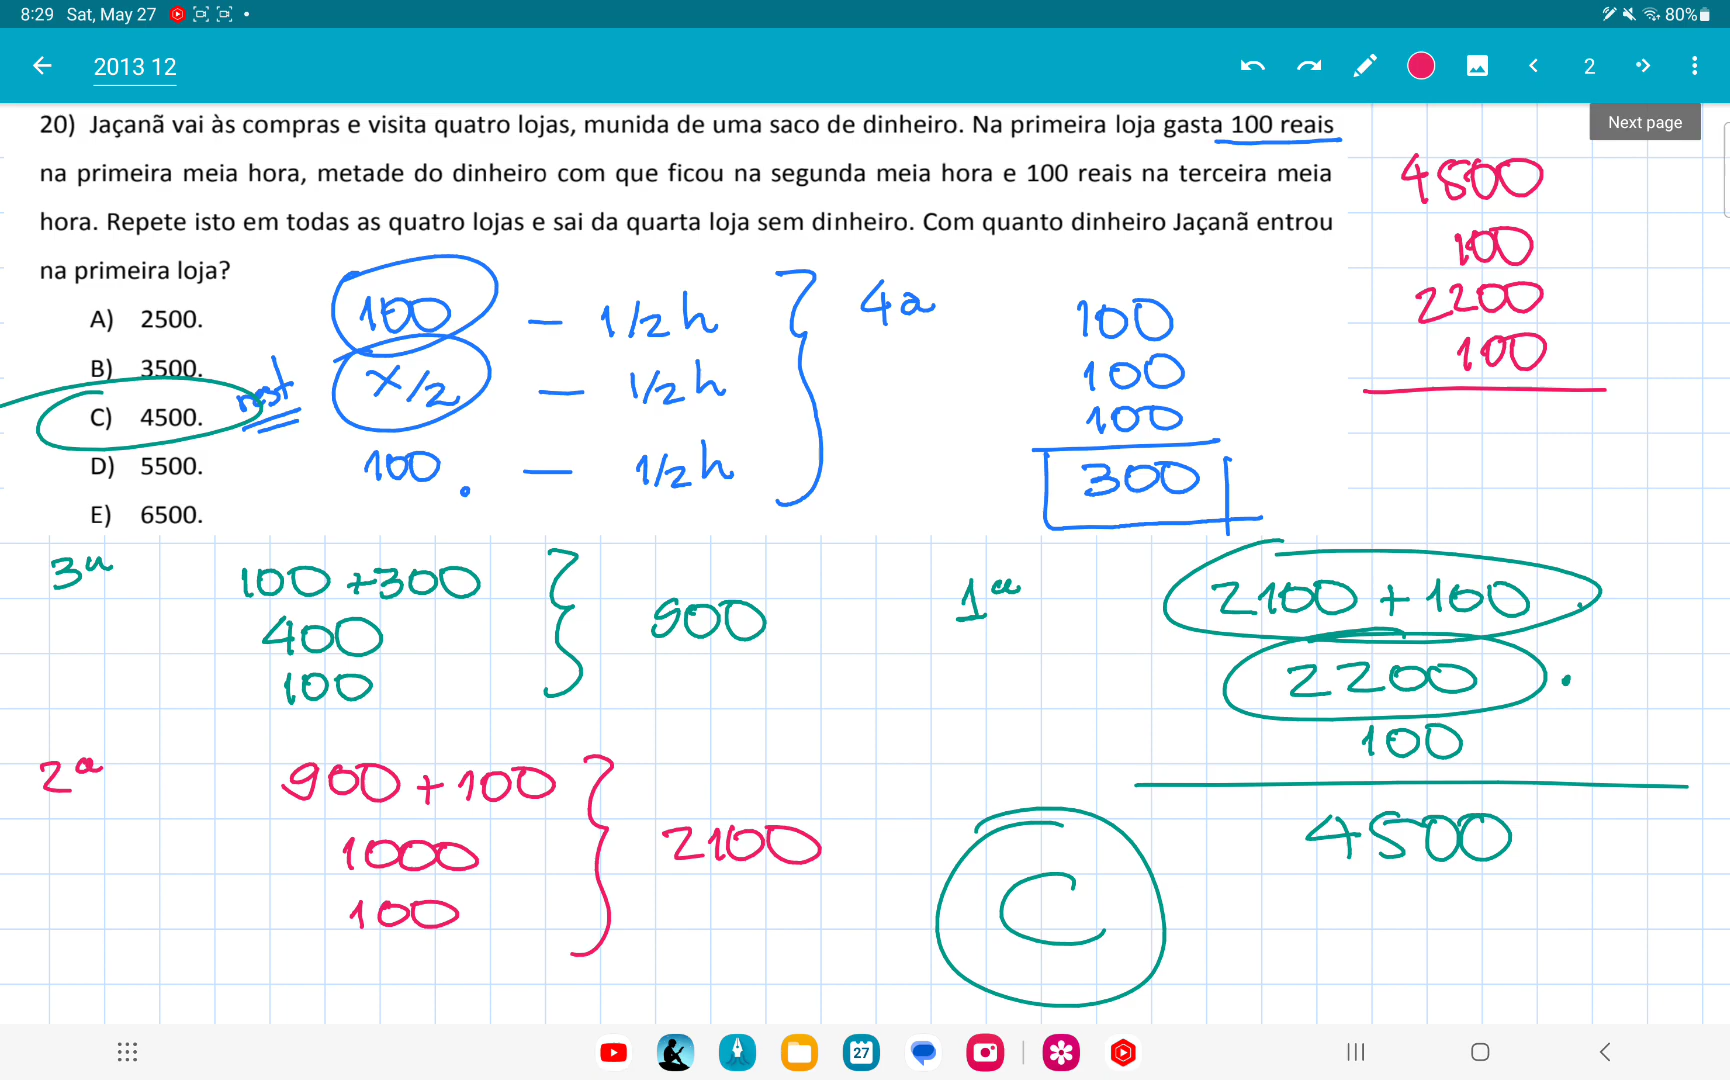 8:29 Sat, May 27 80%
2013 12
2
Next page
20) Jaçanã vai às compras e visita quatro lojas, munida de uma saco de dinheiro. Na primeira loja gasta 100 reais
na primeira meia hora, metade do dinheiro com que ficou na segunda meia hora e 100 reais na terceira meia
hora. Repete isto em todas as quatro lojas e sai da quarta loja sem dinheiro. Com quanto dinheiro Jaçanã entrou
na primeira loja?
A) 2500.
B) 3500.
C) 4500.
D) 5500.
E) 6500.
rest
100 — 1/2 h
x/2 — 1/2 h
100. — 1/2 h
4a
100
100
100
300
4500
100
2200
100
3a
100 + 300
400
100
900
2a
900 + 100
1000
100
2100
1a
2100 + 100
2200.
100
4500
C
27